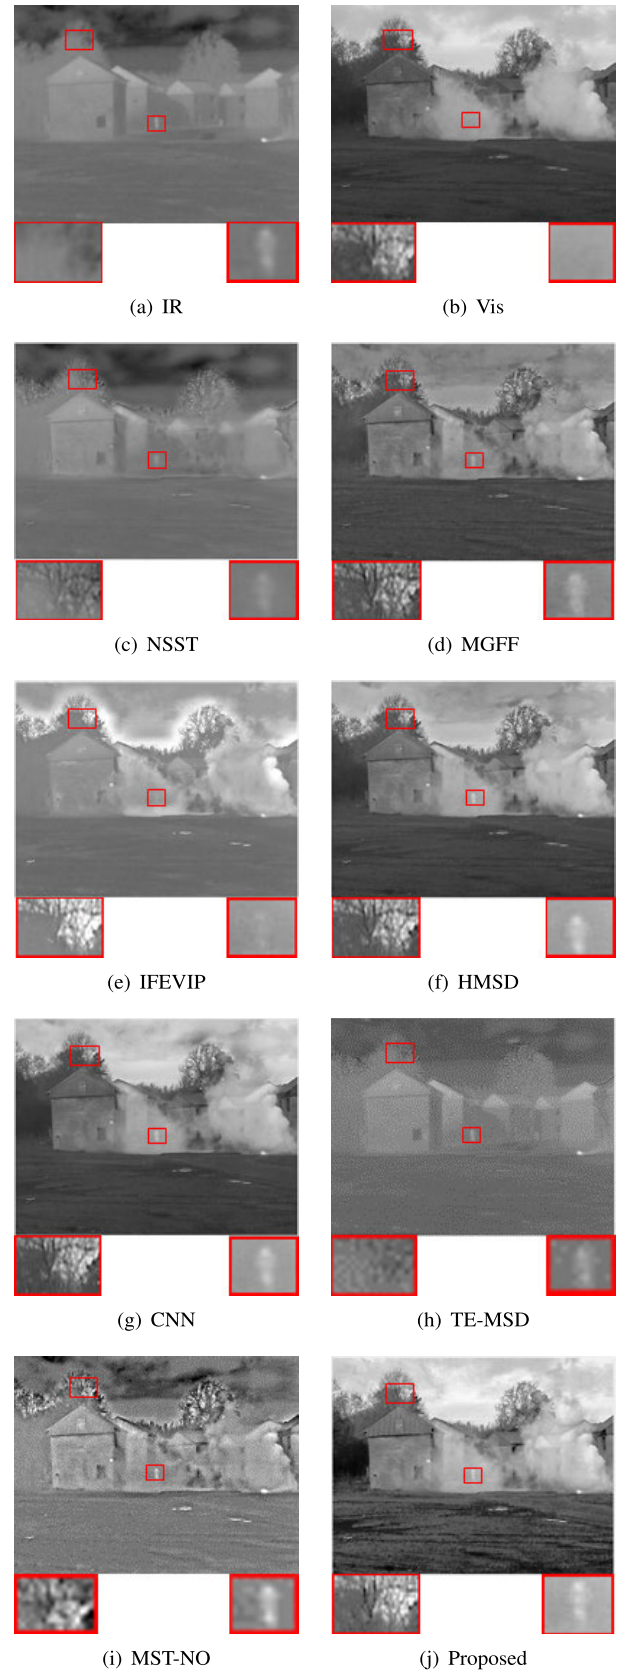 (a) IR
(b) Vis
(c) NSST
(d) MGFF
(e) IFEVIP
(f) HMSD
(g) CNN
(h) TE-MSD
(i) MST-NO
(j) Proposed